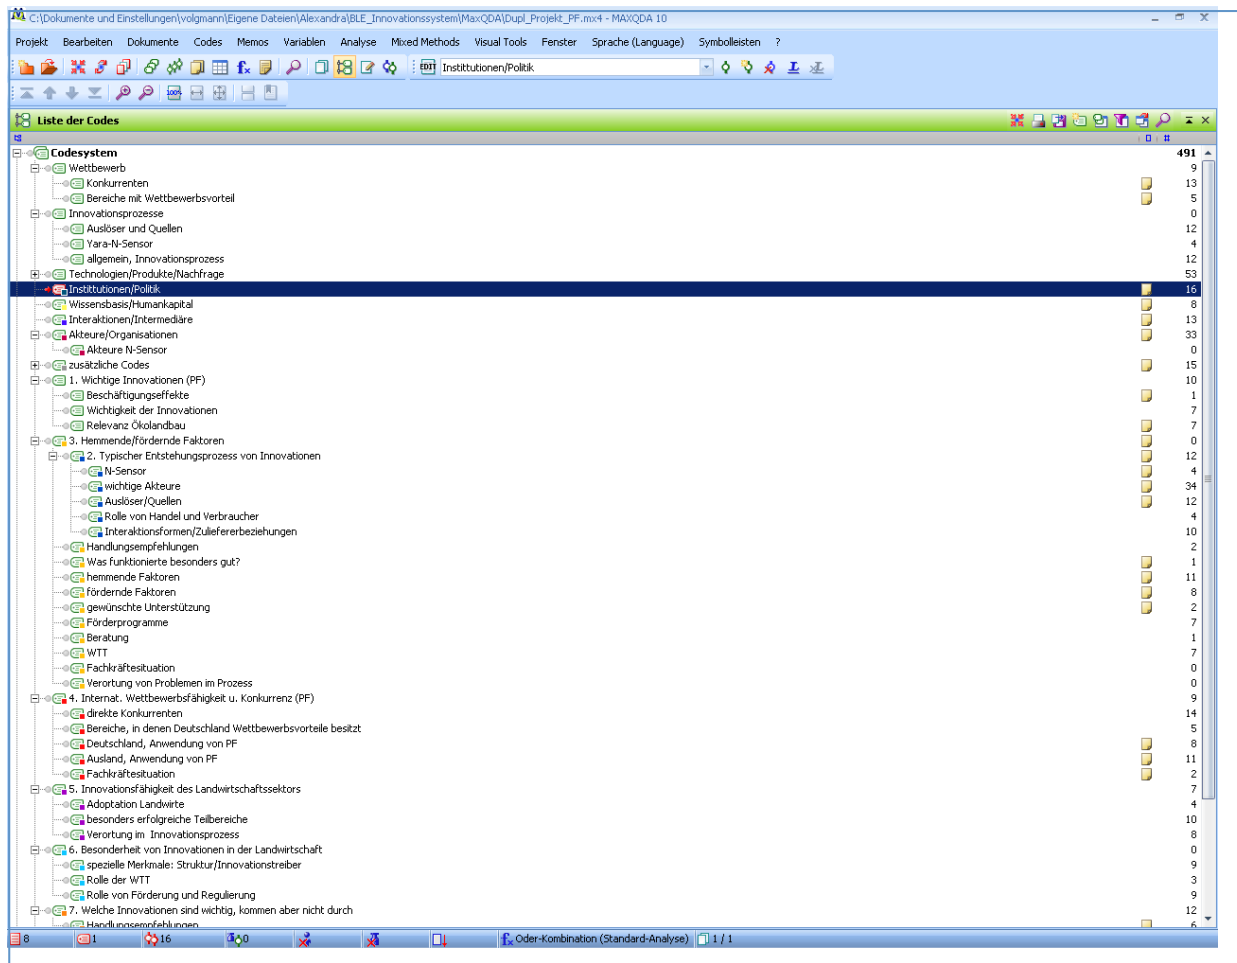 C:\Dokumente und Einstellungen\volgmann\Eigene Dateien\Alexandra\BLE_Innovationssystem\MaxQDA\Dupl_Projekt_PF.mx4 - MAXQDA 10
Projekt Bearbeiten Dokumente Codes Memos Variablen Analyse Mixed Methods Visual Tools Fenster Sprache (Language) Symbolleisten ?
EDIT Instittutionen/Politik
100%
Liste der Codes
Codesystem 491
Wettbewerb 9
Konkurrenten 13
Bereiche mit Wettbewerbsvorteil 5
Innovationsprozesse 0
Auslöser und Quellen 12
Yara-N-Sensor 4
allgemein, Innovationsprozess 12
Technologien/Produkte/Nachfrage 53
Instittutionen/Politik 16
Wissensbasis/Humankapital 8
Interaktionen/Intermediäre 13
Akteure/Organisationen 33
Akteure N-Sensor 0
zusätzliche Codes 15
1. Wichtige Innovationen (PF) 10
Beschäftigungseffekte 1
Wichtigkeit der Innovationen 7
Relevanz Ökolandbau 7
3. Hemmende/fördernde Faktoren 0
2. Typischer Entstehungsprozess von Innovationen 12
N-Sensor 4
wichtige Akteure 34
Auslöser/Quellen 12
Rolle von Handel und Verbraucher 4
Interaktionsformen/Zuliefererbeziehungen 10
Handlungsempfehlungen 2
Was funktionierte besonders gut? 1
hemmende Faktoren 11
fördernde Faktoren 8
gewünschte Unterstützung 2
Förderprogramme 7
Beratung 1
WTT 7
Fachkräftesituation 0
Verortung von Problemen im Prozess 0
4. Internat. Wettbewerbsfähigkeit u. Konkurrenz (PF) 9
direkte Konkurrenten 14
Bereiche, in denen Deutschland Wettbewerbsvorteile besitzt 5
Deutschland, Anwendung von PF 8
Ausland, Anwendung von PF 11
Fachkräftesituation 2
5. Innovationsfähigkeit des Landwirtschaftssektors 7
Adoptation Landwirte 4
besonders erfolgreiche Teilbereiche 10
Verortung im Innovationsprozess 8
6. Besonderheit von Innovationen in der Landwirtschaft 0
spezielle Merkmale: Struktur/Innovationstreiber 9
Rolle der WTT 3
Rolle von Förderung und Regulierung 9
7. Welche Innovationen sind wichtig, kommen aber nicht durch 12
Handlungsempfehlungen 6
8 1 16 0 Oder-Kombination (Standard-Analyse) 1 / 1